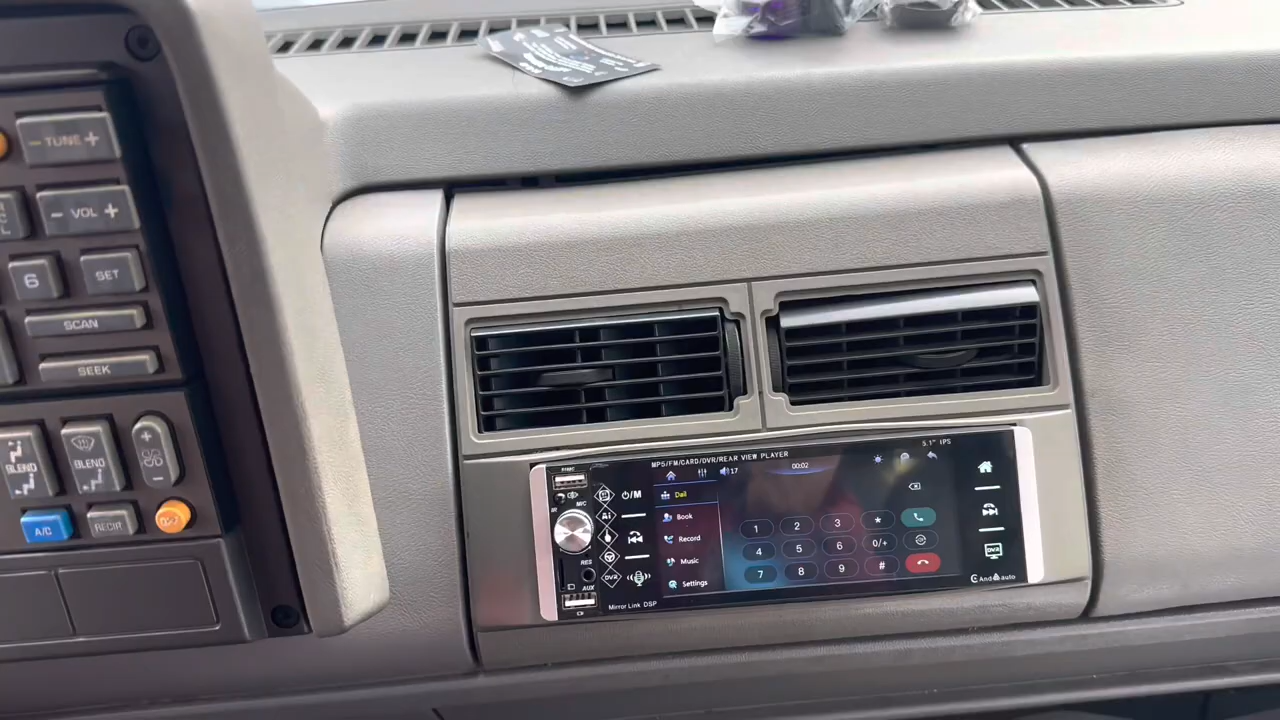 – TUNE +
– VOL +
6
SET
SCAN
SEEK
BLEND
BLEND
+
–
A/C
RECIR
MP5/FM/CARD/DVR/REAR VIEW PLAYER
5.1" IPS
17
00:02
Dail
Book
Record
Music
Settings
1 2 3 *
4 5 6 0/+
7 8 9 #
MIC
IR
RES
AUX
Ai
DVR
⏻/M
Mirror Link DSP
DVR